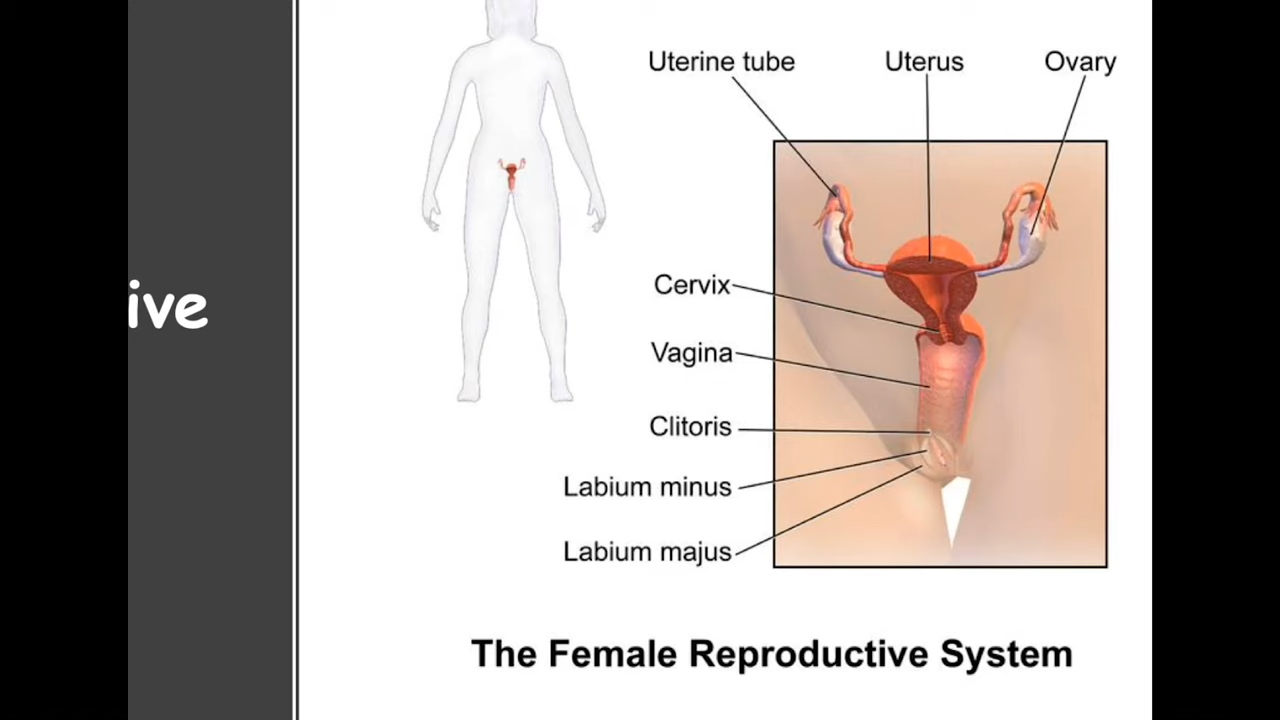 Uterine tube
Uterus
Ovary
Cervix
ive
Vagina
Clitoris
Labium minus
Labium majus
The Female Reproductive System